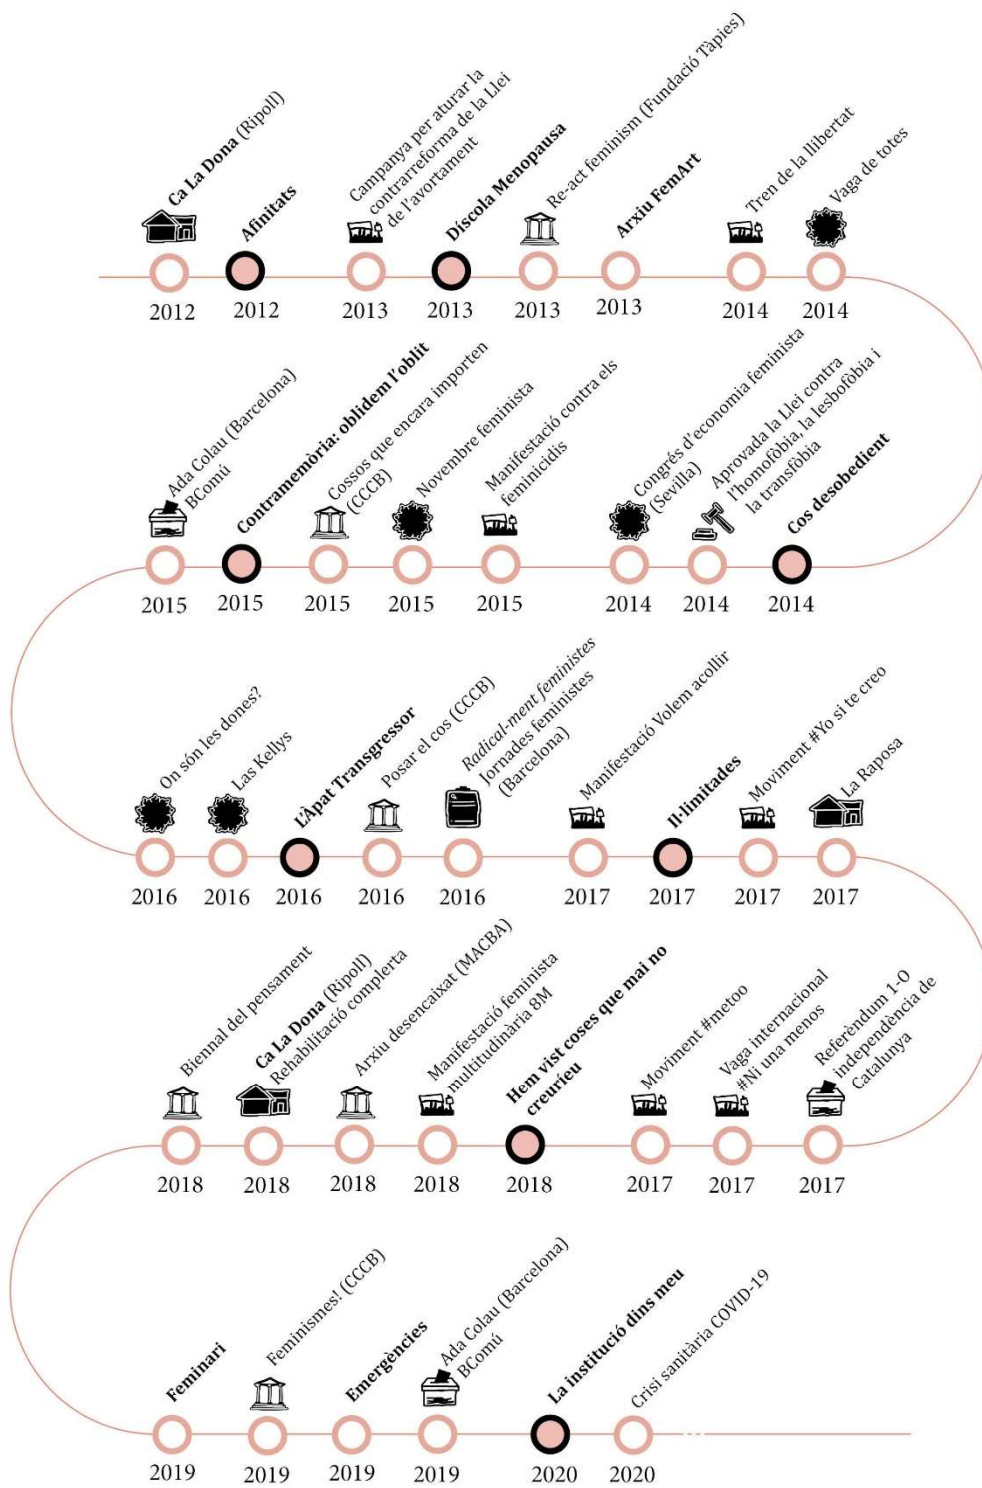 Ca La Dona (Ripoll)
2012
Afinitats
2012
Campanya per aturar la
contrarreforma de la Llei
de l'avortament
2013
Díscola Menopausa
2013
Re-act feminism (Fundació Tàpies)
2013
Arxiu FemArt
2013
Tren de la llibertat
2014
Vaga de totes
2014
Ada Colau (Barcelona)
BComú
2015
Contramemòria: oblidem l'oblit
2015
Cossos que encara importen
(CCCB)
2015
Novembre feminista
2015
Manifestació contra els
feminicidis
2015
Congrés d'economia feminista
(Sevilla)
2014
Aprovada la Llei contra
l'homofòbia, la lesbofòbia i
la transfòbia
2014
Cos desobedient
2014
On són les dones?
2016
Las Kellys
2016
L'Àpat Transgressor
2016
Posar el cos (CCCB)
2016
Radical-ment feministes
Jornades feministes
(Barcelona)
2016
Manifestació Volem acollir
2017
Il·limitades
2017
Moviment #Yo si te creo
2017
La Raposa
2017
Biennal del pensament
2018
Ca La Dona (Ripoll)
Rehabilitació complerta
2018
Arxiu desencaixat (MACBA)
2018
Manifestació feminista
multitudinària 8M
2018
Hem vist coses que mai no
creuríeu
2018
Moviment #metoo
2017
Vaga internacional
#Ni una menos
2017
Referèndum 1-O
independència de
Catalunya
2017
Feminari
2019
Feminismes! (CCCB)
2019
Emergències
2019
Ada Colau (Barcelona)
BComú
2019
La institució dins meu
2020
Crisi sanitària COVID-19
2020
...